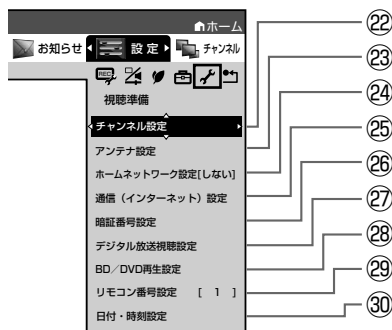 ホーム
お知らせ 設定 チャンネル
REC
視聴準備
チャンネル設定 ㉒
アンテナ設定 ㉓
ホームネットワーク設定[しない] ㉔
通信（インターネット）設定 ㉕
暗証番号設定 ㉖
デジタル放送視聴設定 ㉗
BD／DVD再生設定 ㉘
リモコン番号設定 [ 1 ] ㉙
日付・時刻設定 ㉚